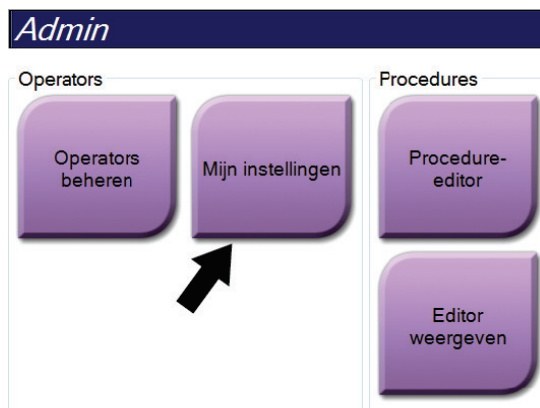 Admin
Operators
Procedures
Operators
beheren
Mijn instellingen
Procedure-
editor
Editor
weergeven